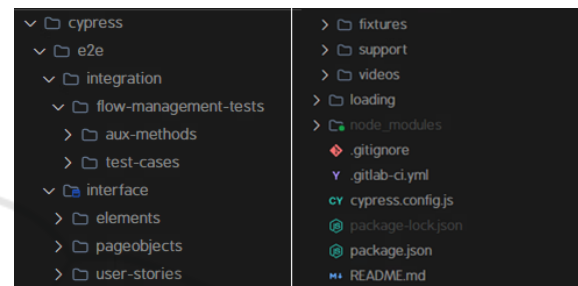 cypress
e2e
integration
flow-management-tests
aux-methods
test-cases
interface
elements
pageobjects
user-stories
fixtures
support
videos
loading
node_modules
.gitignore
Y .gitlab-ci.yml
CY cypress.config.js
package-lock.json
package.json
M↓ README.md